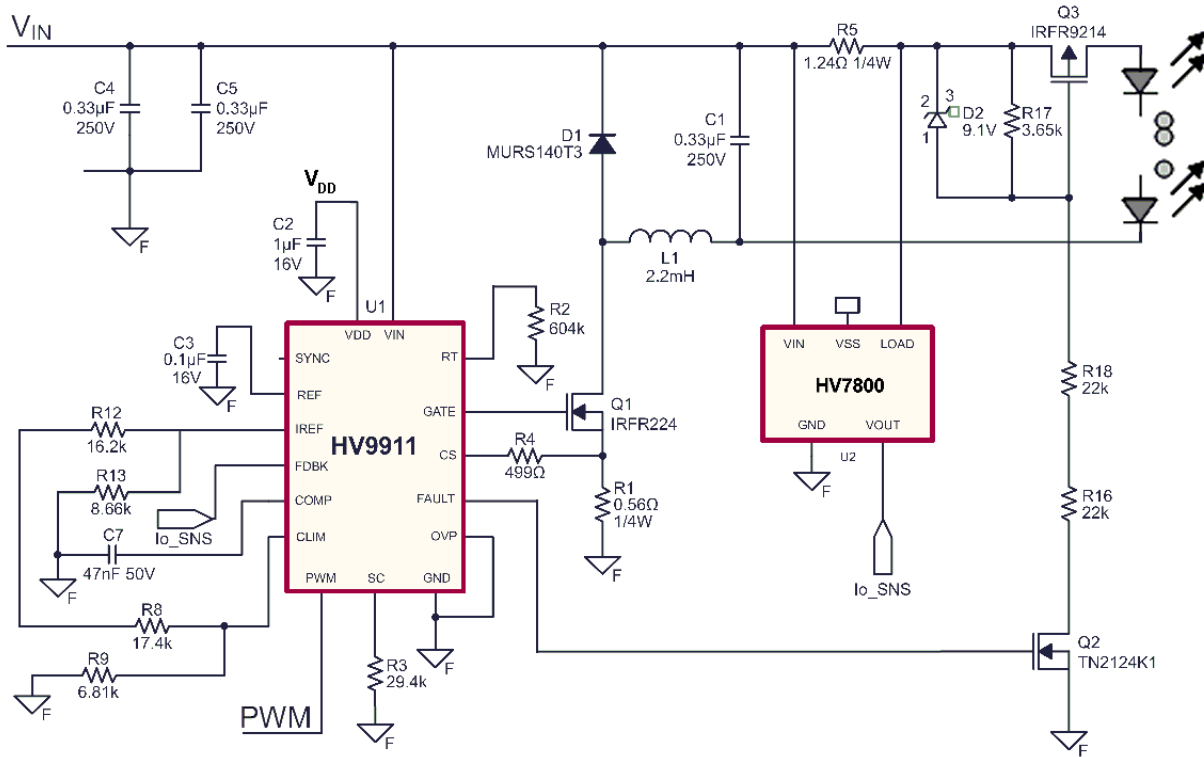 VIN
Q3
IRFR9214
R5
1.24Ω 1/4W
C4
0.33µF
250V
C5
0.33µF
250V
D1
MURS140T3
C1
0.33µF
250V
2 3
D2
9.1V
1
R17
3.65k
F
VDD
C2
1µF
16V
F
L1
2.2mH
U1
VDD VIN
SYNC
REF
IREF
FDBK
COMP
CLIM
PWM SC GND
RT
GATE
CS
FAULT
OVP
HV9911
C3
0.1µF
16V
F
R2
604k
F
Q1
IRFR224
R4
499Ω
R1
0.56Ω
1/4W
F
VIN VSS LOAD
HV7800
GND VOUT
U2
F
Io_SNS
R18
22k
R16
22k
R12
16.2k
R13
8.66k
Io_SNS
C7
47nF 50V
F
R8
17.4k
R9
6.81k
F
R3
29.4k
F
F
PWM
Q2
TN2124K1
F